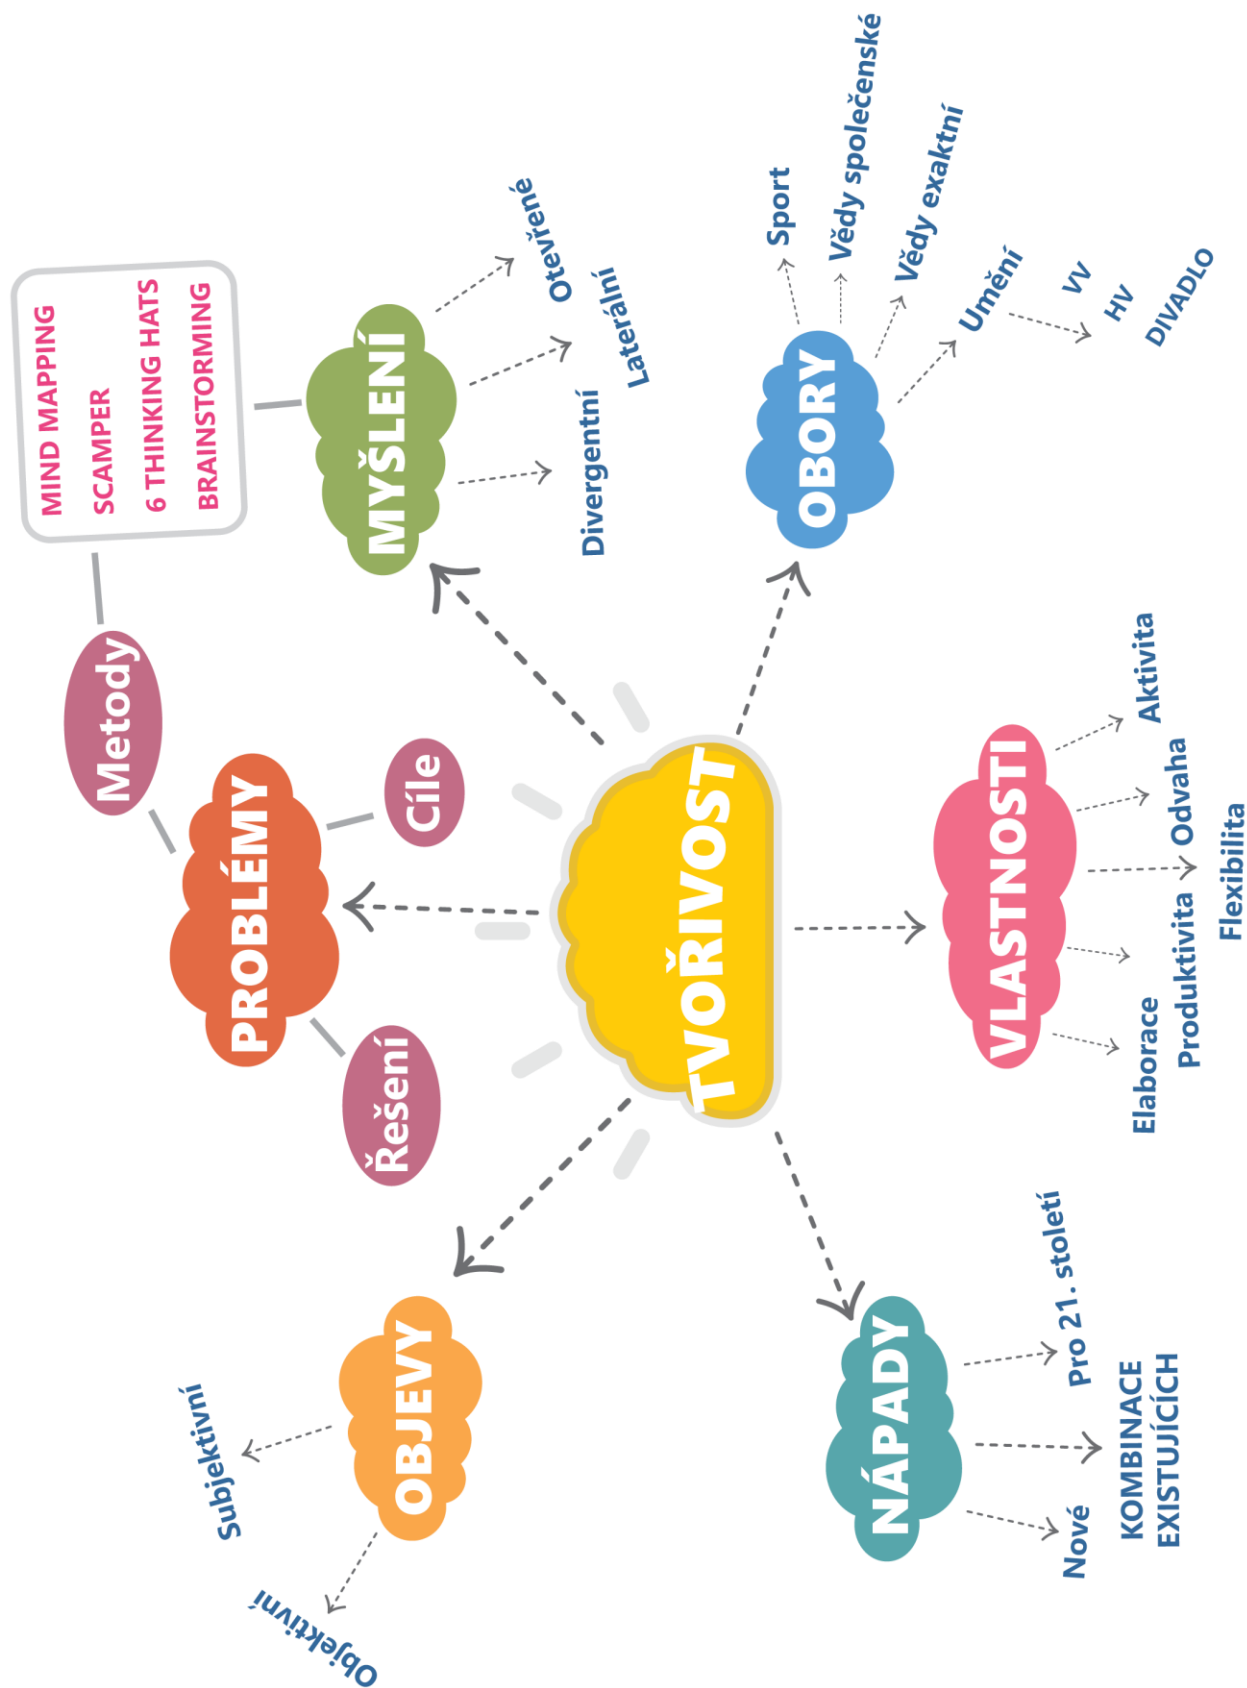 MIND MAPPING
SCAMPER
6 THINKING HATS
BRAINSTORMING
Metody
PROBLÉMY
Cíle
Řešení
MYŠLENÍ
Otevřené
Laterální
Divergentní
OBJEVY
Subjektivní
Objektivní
TVOŘIVOST
OBORY
Sport
Vědy společenské
Vědy exaktní
Umění
VV
HV
DIVADLO
NÁPADY
Nové
KOMBINACE
EXISTUJÍCÍCH
Pro 21. století
VLASTNOSTI
Elaborace
Produktivita
Flexibilita
Odvaha
Aktivita